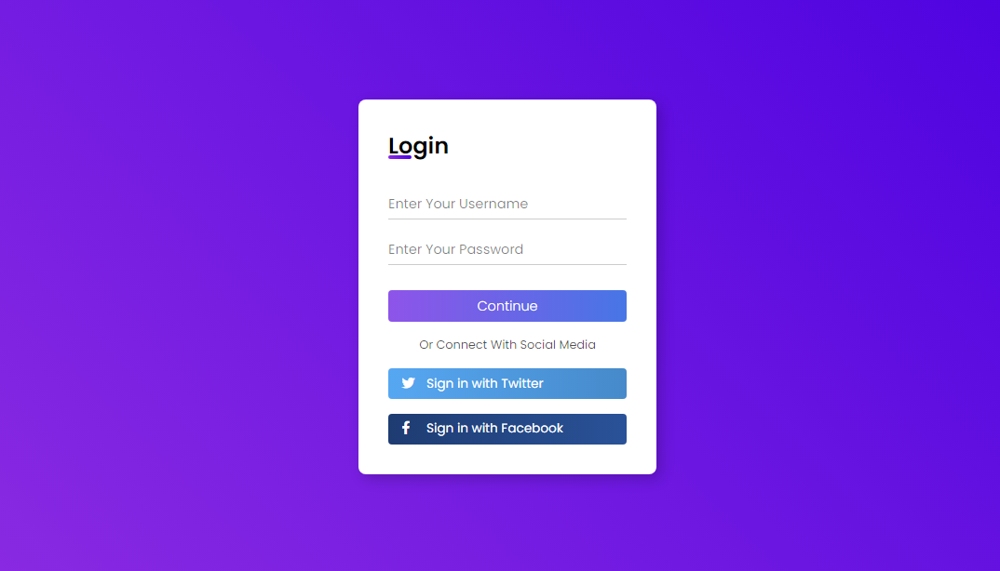 Login
Enter Your Username
Enter Your Password
Continue
Or Connect With Social Media
Sign in with Twitter
Sign in with Facebook